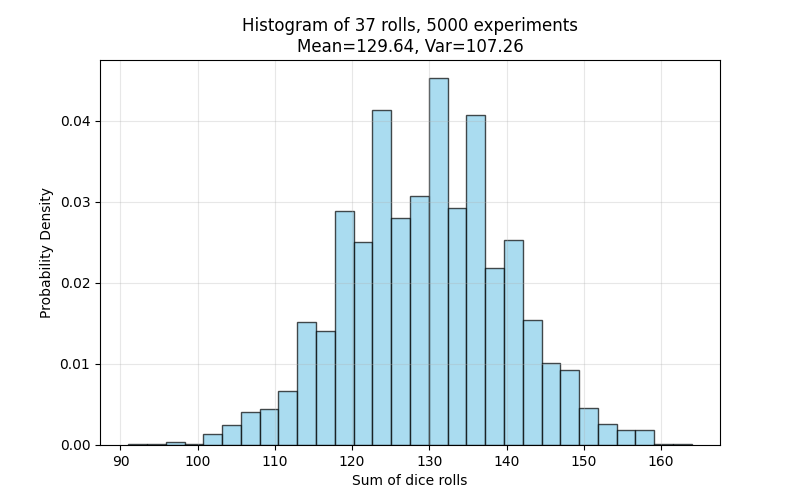 Histogram of 37 rolls, 5000 experiments
Mean=129.64, Var=107.26
Probability Density
0.04
0.03
0.02
0.01
0.00
90 100 110 120 130 140 150 160
Sum of dice rolls